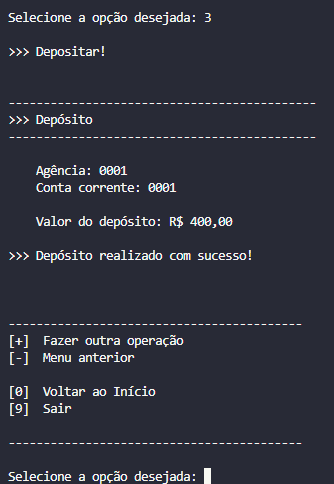 Selecione a opção desejada: 3
>>> Depositar!
--------------------------------------------
>>> Depósito
--------------------------------------------
Agência: 0001
Conta corrente: 0001
Valor do depósito: R$ 400,00
>>> Depósito realizado com sucesso!
------------------------------------------
[+] Fazer outra operação
[-] Menu anterior
[0] Voltar ao Início
[9] Sair
------------------------------------------
Selecione a opção desejada: